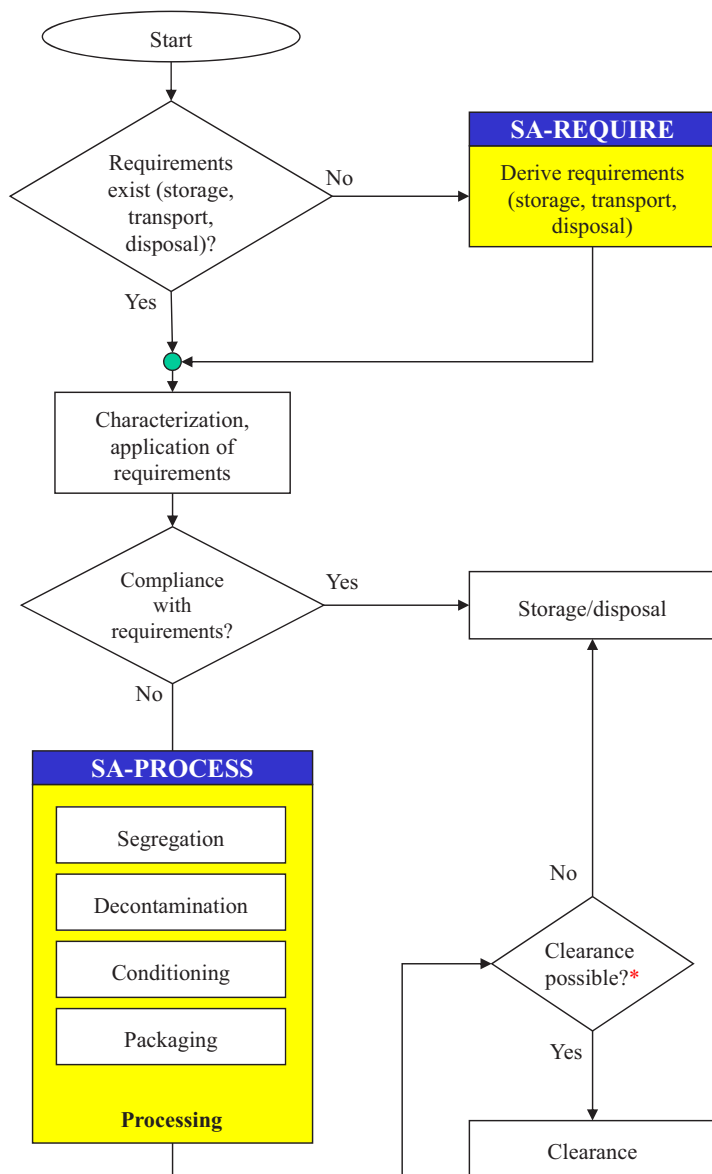 Start
Requirements
exist (storage,
transport,
disposal)?
No
SA-REQUIRE
Derive requirements
(storage, transport,
disposal)
Yes
Characterization,
application of
requirements
Compliance
with
requirements?
Yes
Storage/disposal
No
SA-PROCESS
Segregation
Decontamination
Conditioning
Packaging
Processing
No
Clearance
possible?*
Yes
Clearance